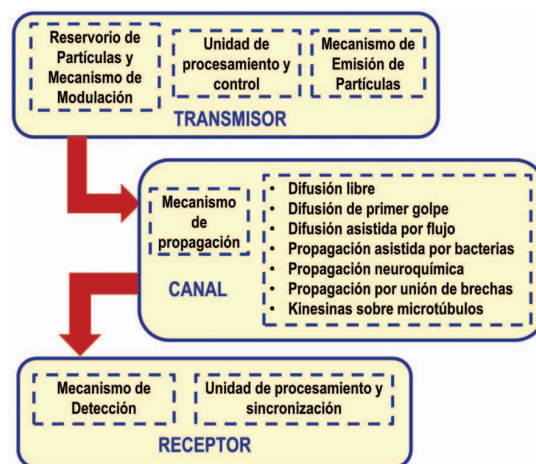 Reservorio de
Partículas y
Mecanismo de
Modulación
Unidad de
procesamiento y
control
Mecanismo de
Emisión de
Partículas
TRANSMISOR
Mecanismo
de
propagación
• Difusión libre
• Difusión de primer golpe
• Difusión asistida por flujo
• Propagación asistida por bacterias
• Propagación neuroquímica
• Propagación por unión de brechas
• Kinesinas sobre microtúbulos
CANAL
Mecanismo de
Detección
Unidad de procesamiento y
sincronización
RECEPTOR